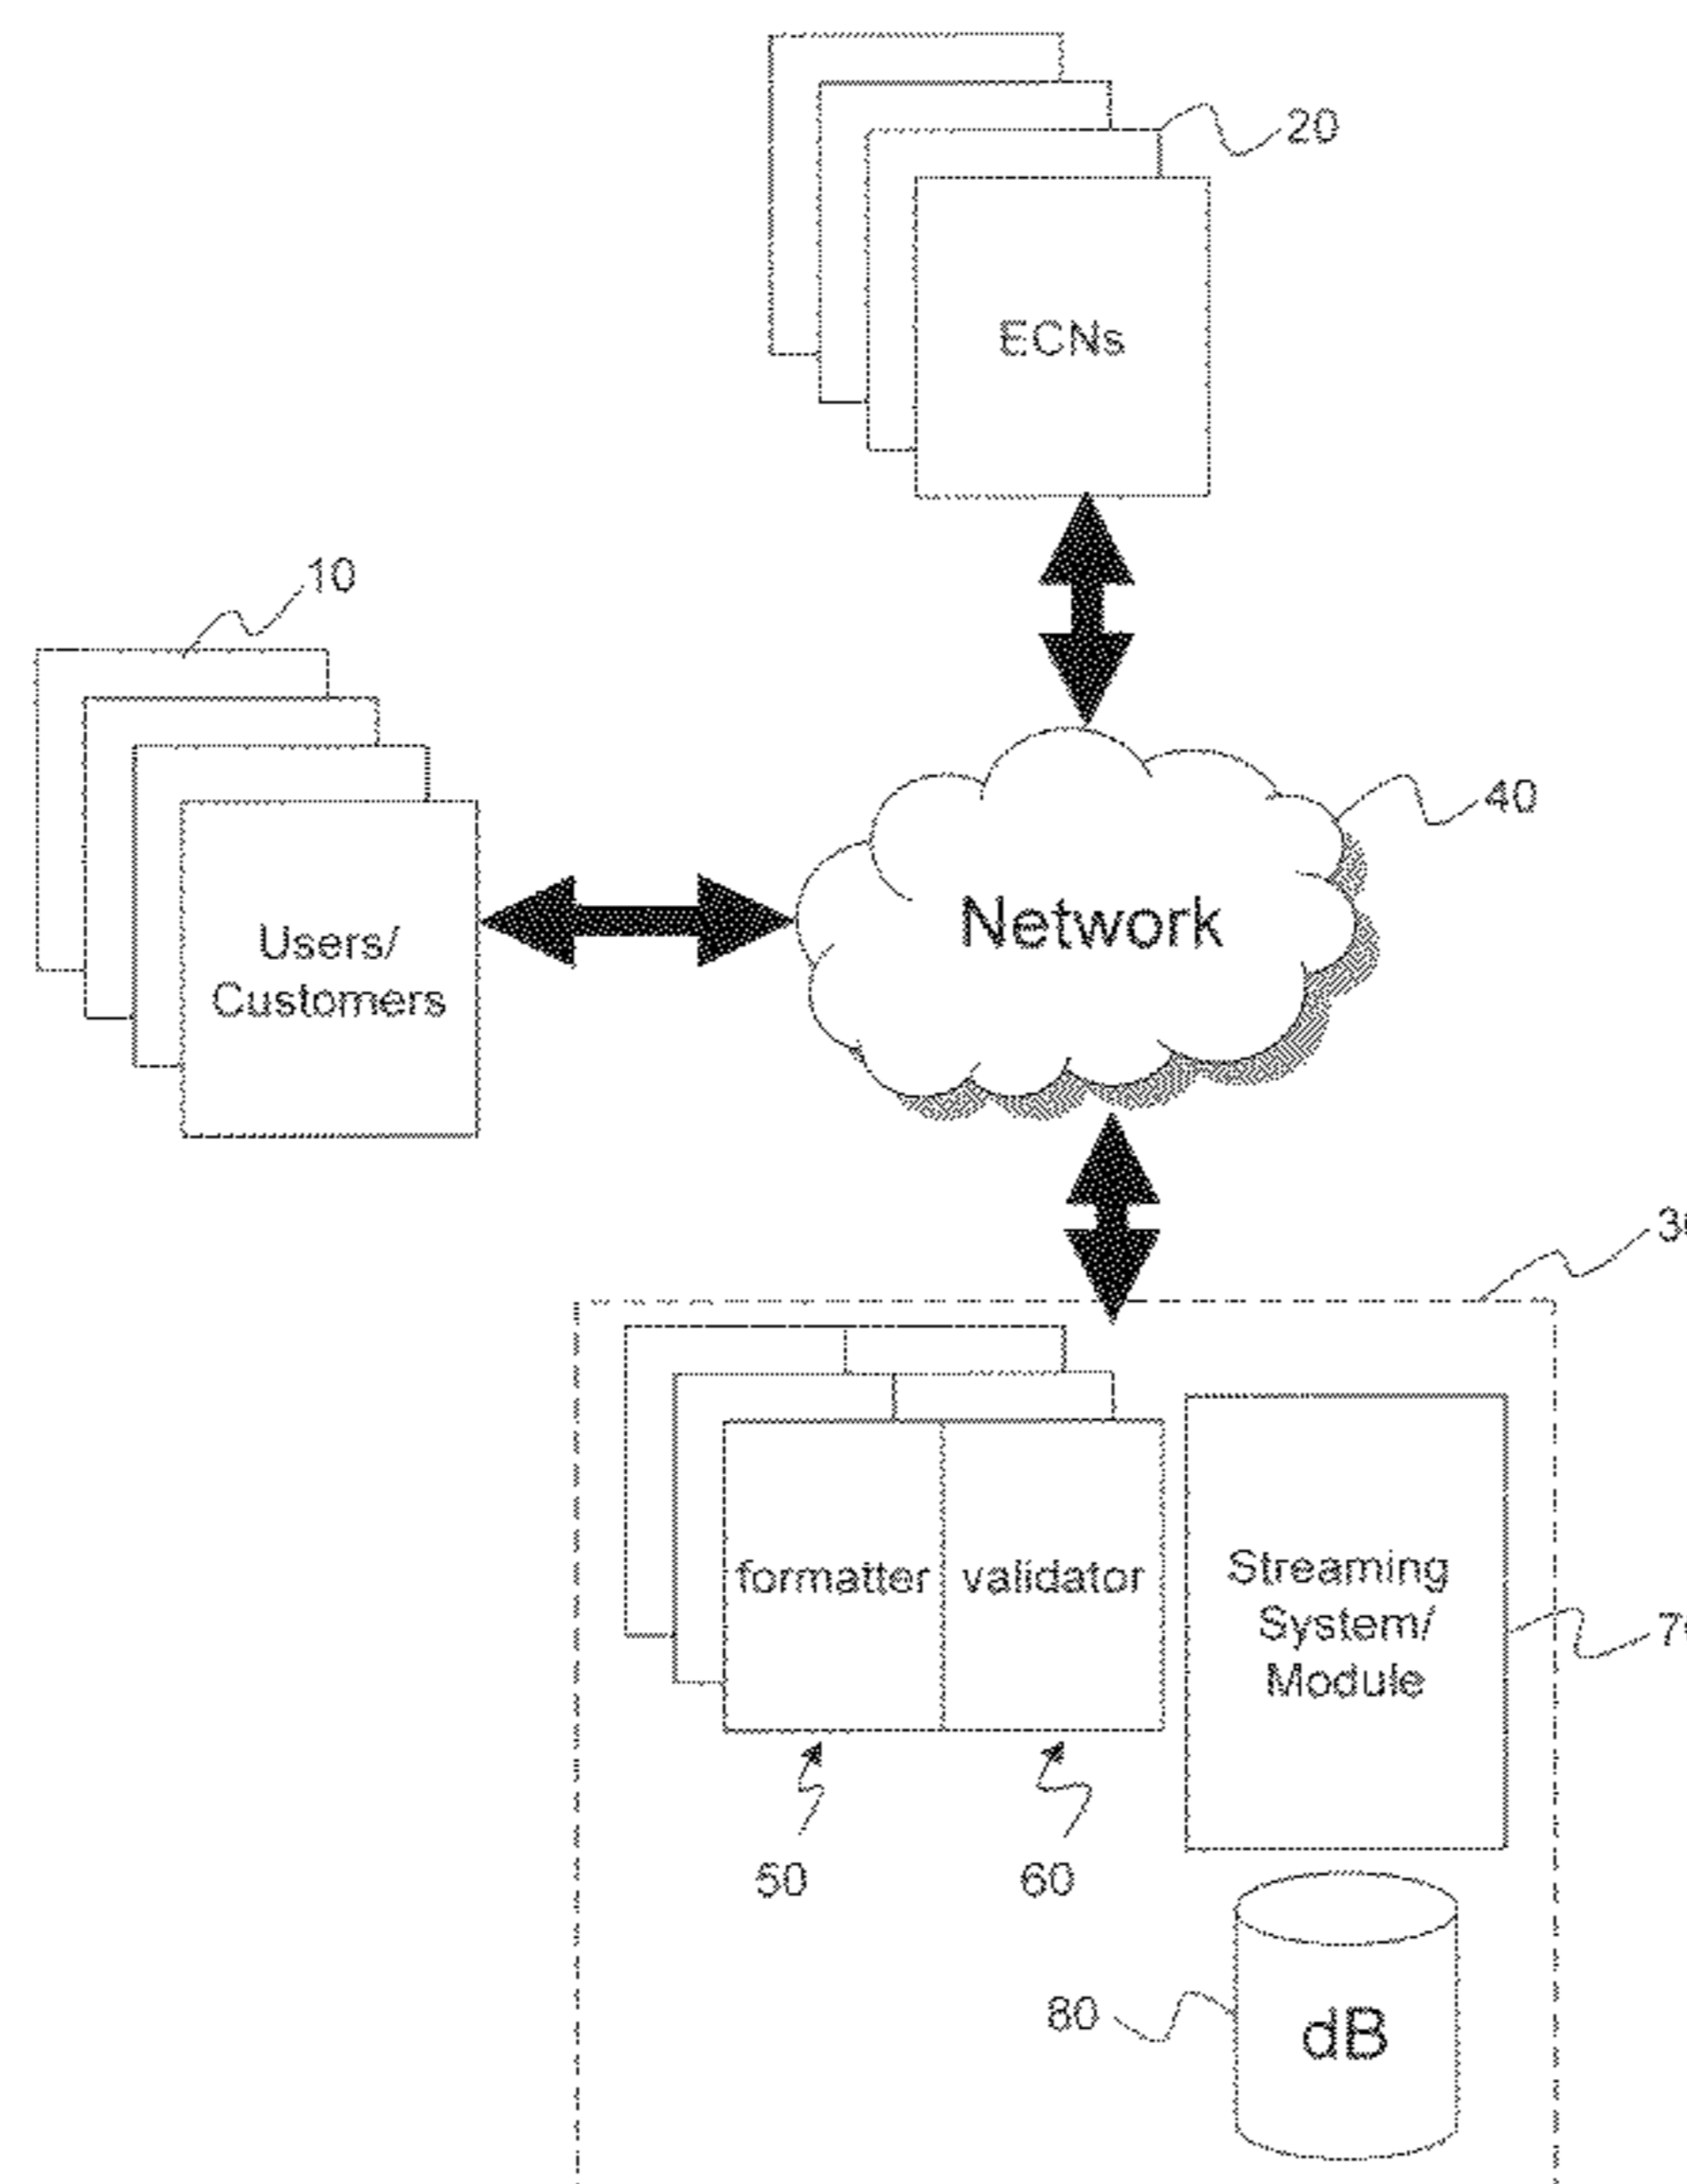 20
ECNs
10
40
Network
Users/
Customers
formatter
validator
Streaming
System/
Module
50
60
80
dB